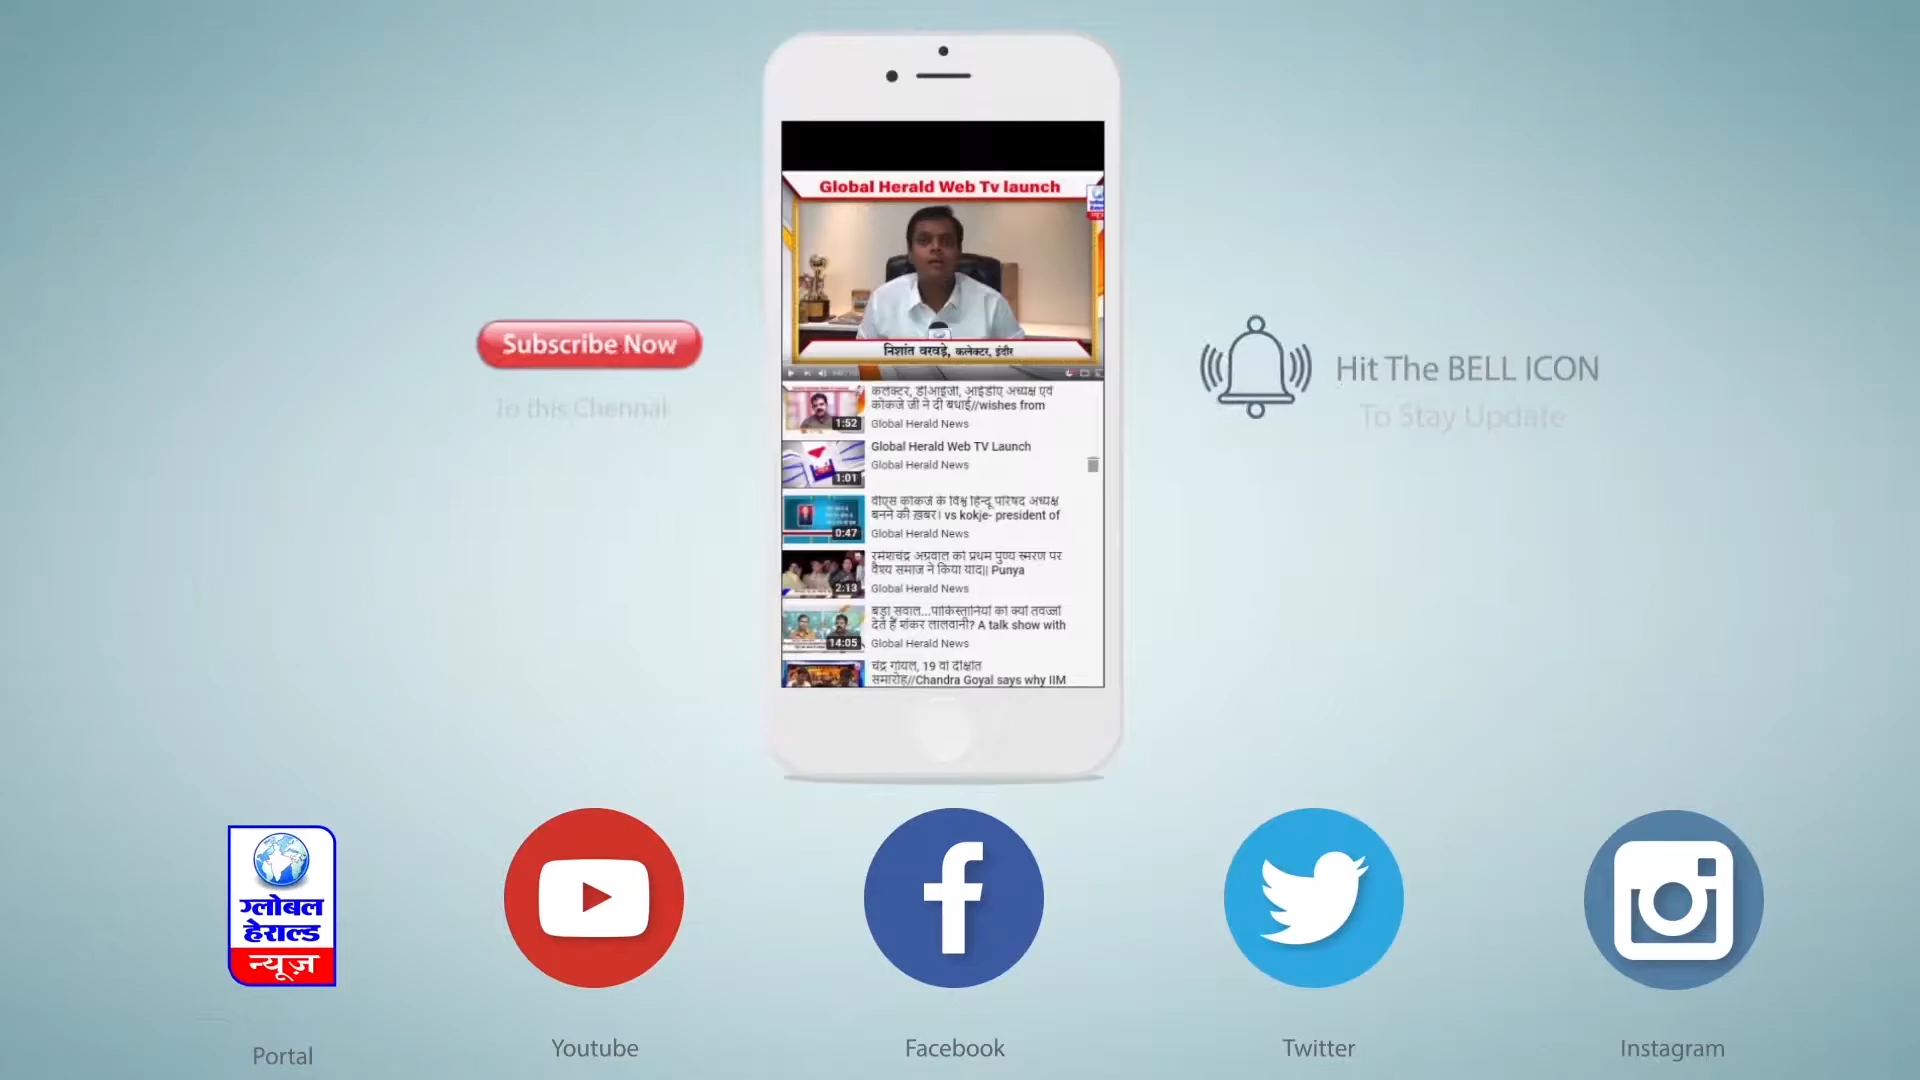 Global Herald Web Tv launch
निशांत वरवड़े, कलेक्टर, इंदौर
Subscribe Now
To this Chennal
Hit The BELL ICON
To Stay Update
कलेक्टर, डीआईजी, आईडीए अध्यक्ष एवं
कोकजे जी ने दी बधाई//wishes from
Global Herald News
1:52
Global Herald Web TV Launch
Global Herald News
1:01
वीएस कोकजे के विश्व हिन्दू परिषद अध्यक्ष
बनने की ख़बर। vs kokje- president of
Global Herald News
0:47
रमेशचंद्र अग्रवाल को प्रथम पुण्य स्मरण पर
वैश्य समाज ने किया याद|| Punya
Global Herald News
2:13
बड़ा सवाल...पाकिस्तानियों को क्यों तवज्जो
देते हैं शंकर लालवानी? A talk show with
Global Herald News
14:05
चंद्र गोयल, 19 वां दीक्षांत
समारोह//Chandra Goyal says why IIM
ग्लोबल
हेराल्ड
न्यूज़
Portal
Youtube
Facebook
Twitter
Instagram